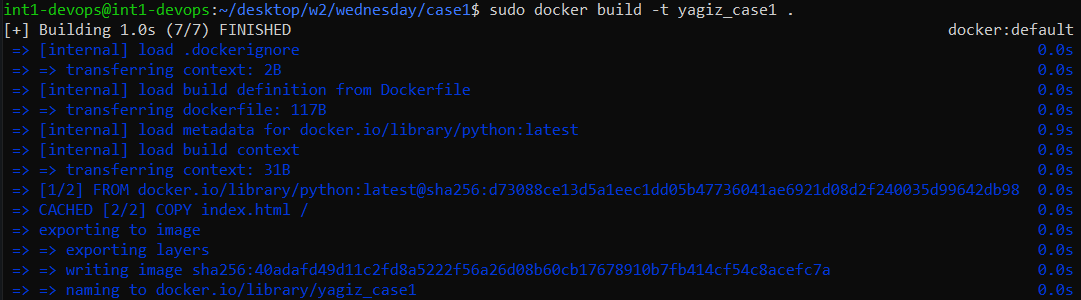 int1-devops@int1-devops:~/desktop/w2/wednesday/case1$ sudo docker build -t yagiz_case1 .
[+] Building 1.0s (7/7) FINISHED docker:default
=> [internal] load .dockerignore 0.0s
=> => transferring context: 2B 0.0s
=> [internal] load build definition from Dockerfile 0.0s
=> => transferring dockerfile: 117B 0.0s
=> [internal] load metadata for docker.io/library/python:latest 0.9s
=> [internal] load build context 0.0s
=> => transferring context: 31B 0.0s
=> [1/2] FROM docker.io/library/python:latest@sha256:d73088ce13d5a1eec1dd05b47736041ae6921d08d2f240035d99642db98 0.0s
=> CACHED [2/2] COPY index.html / 0.0s
=> exporting to image 0.0s
=> => exporting layers 0.0s
=> => writing image sha256:40adafd49d11c2fd8a5222f56a26d08b60cb17678910b7fb414cf54c8acefc7a 0.0s
=> => naming to docker.io/library/yagiz_case1 0.0s